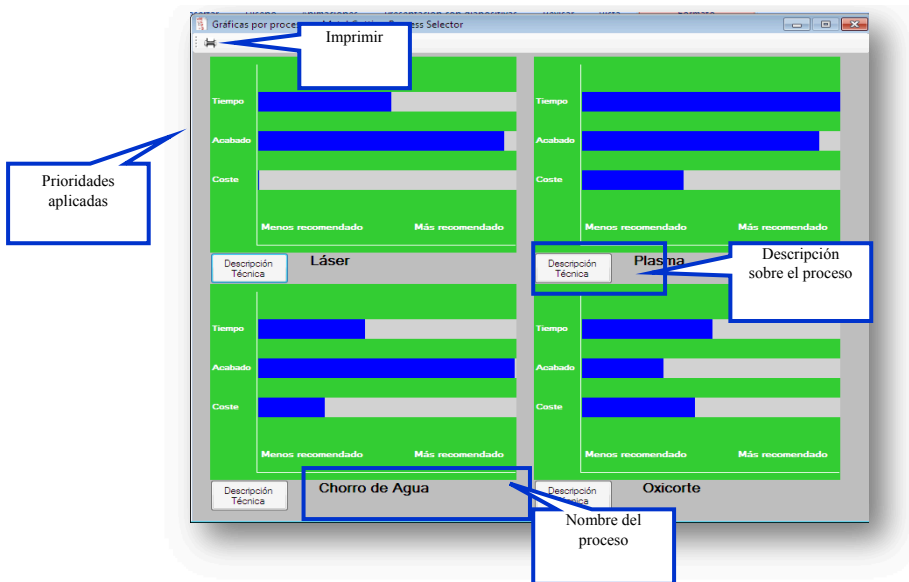 Gráficas por proce
Imprimir
Tiempo
Acabado
Coste
Menos recomendado Más recomendado
Descripción
Técnica
Láser
Tiempo
Acabado
Coste
Menos recomendado Más recomendado
Descripción
Técnica
Plasma
Prioridades
aplicadas
Descripción
sobre el proceso
Tiempo
Acabado
Coste
Menos recomendado Más recomendado
Descripción
Técnica
Chorro de Agua
Tiempo
Acabado
Coste
Menos recomendado Más recomendado
Descripción
Oxicorte
Nombre del
proceso